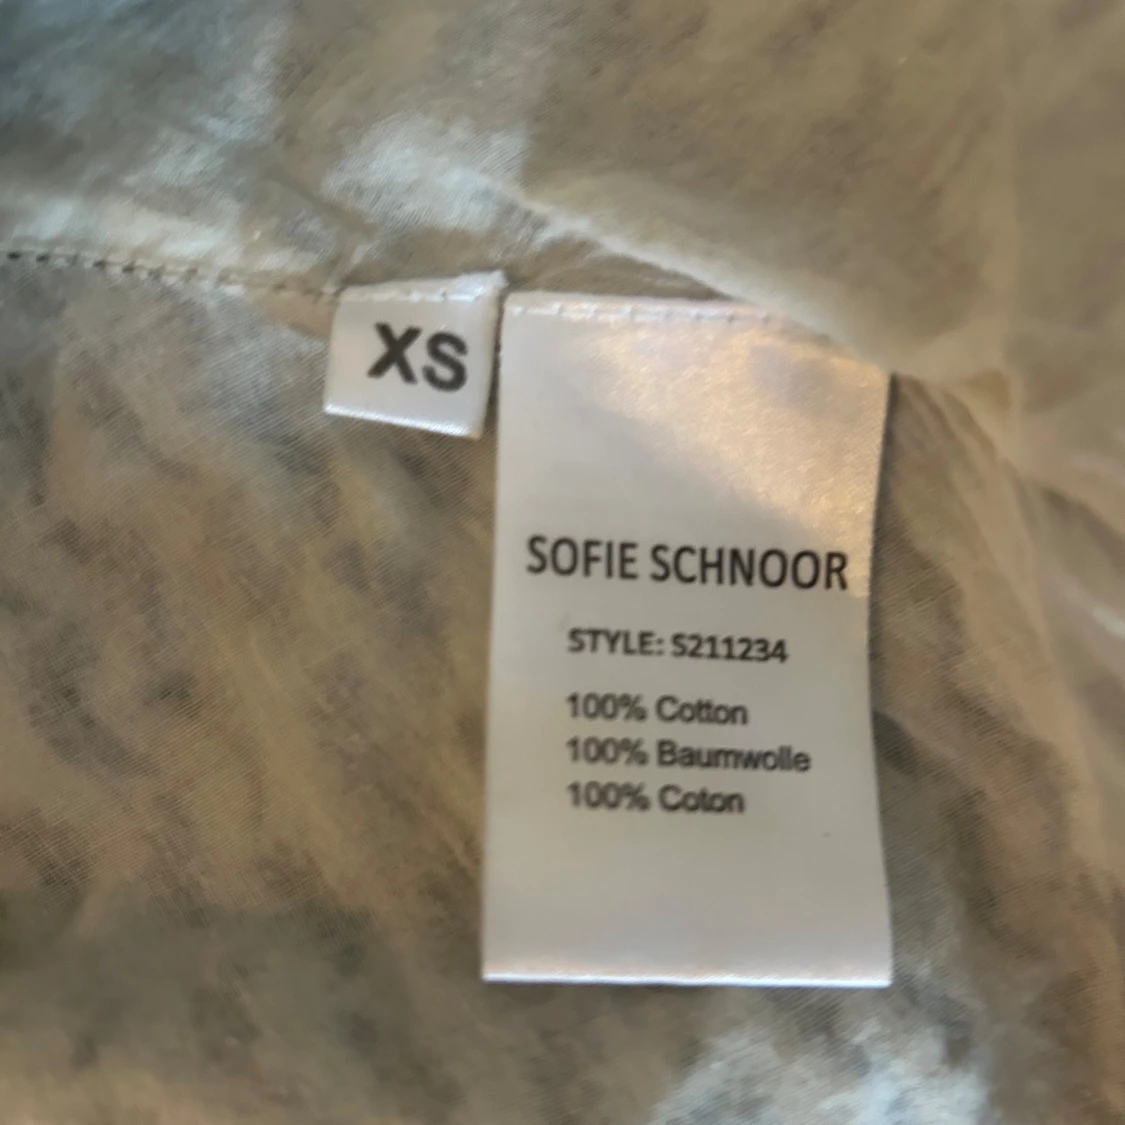 XS
SOFIE SCHNOOR
STYLE: S211234
100% Cotton
100% Baumwolle
100% Coton